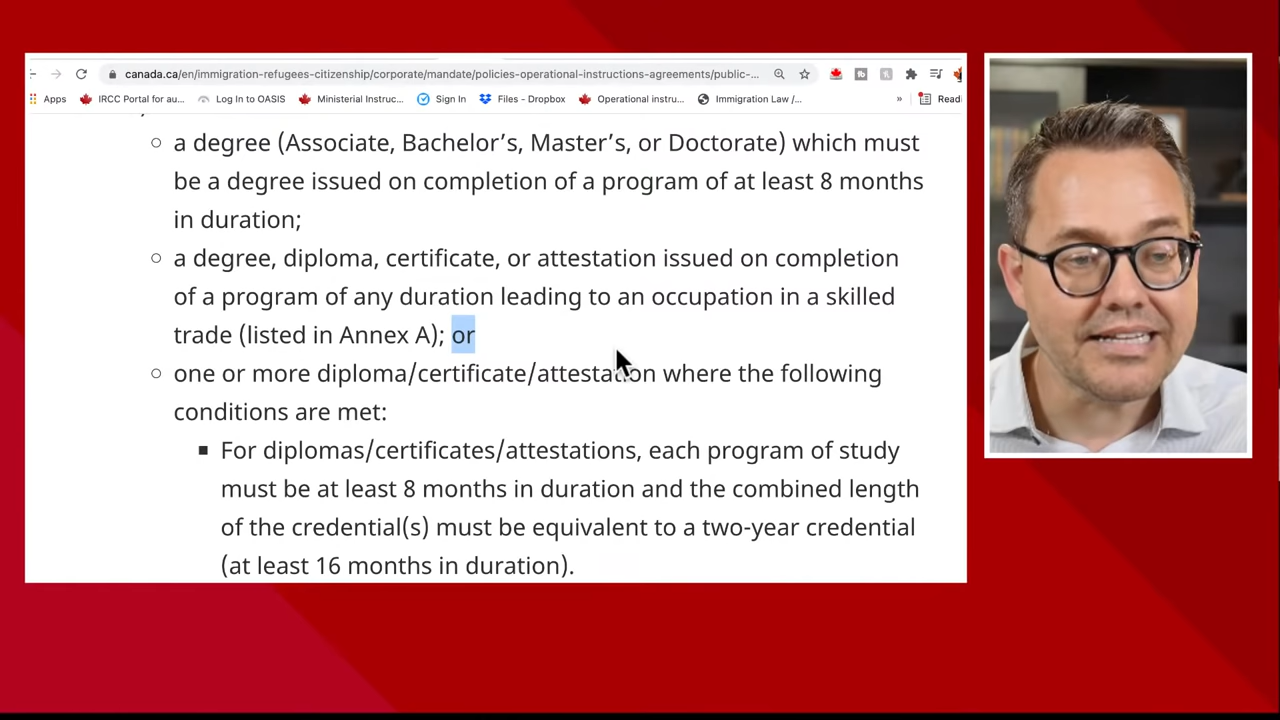 canada.ca/en/immigration-refugees-citizenship/corporate/mandate/policies-operational-instructions-agreements/public-...
Apps IRCC Portal for au... Log In to OASIS Ministerial Instruc... Sign In Files - Dropbox Operational instru... Immigration Law /... » Readi
a degree (Associate, Bachelor’s, Master’s, or Doctorate) which must
be a degree issued on completion of a program of at least 8 months
in duration;
a degree, diploma, certificate, or attestation issued on completion
of a program of any duration leading to an occupation in a skilled
trade (listed in Annex A); or
one or more diploma/certificate/attestation where the following
conditions are met:
For diplomas/certificates/attestations, each program of study
must be at least 8 months in duration and the combined length
of the credential(s) must be equivalent to a two-year credential
(at least 16 months in duration).